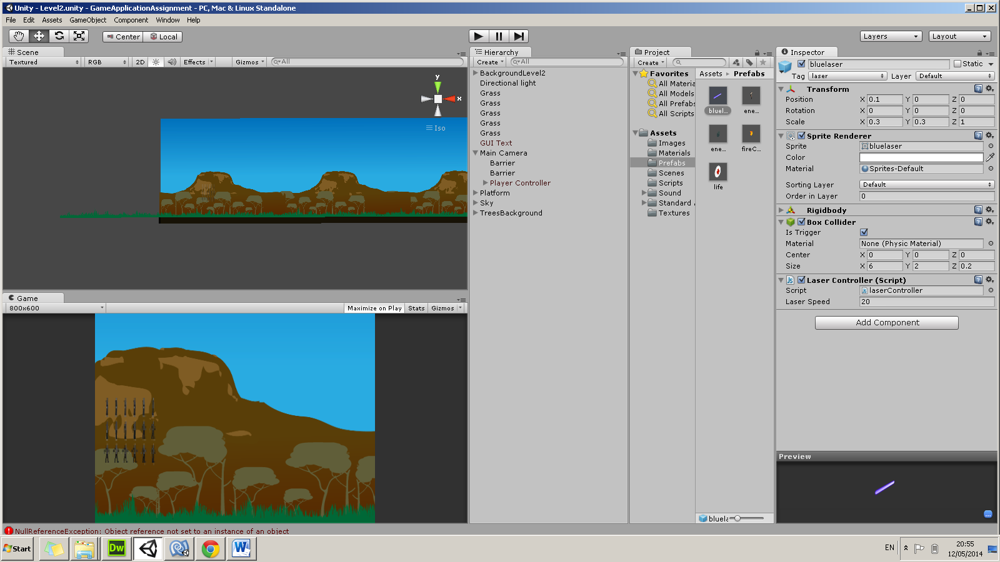 Unity - Level2.unity - GameApplicationAssignment - PC, Mac & Linux Standalone
File Edit Assets GameObject Component Window Help
Center Local
Layers Layout
Scene
Textured RGB 2D Effects Gizmos All
y
x
Iso
Game
800x600 Maximize on Play Stats Gizmos
Hierarchy
Create All
BackgroundLevel2
Directional light
Grass
Grass
Grass
Grass
Grass
GUI Text
Main Camera
Barrier
Barrier
Player Controller
Platform
Sky
TreesBackground
Project
Create
Favorites
All Materia
All Models
All Prefabs
All Scripts
Assets
Images
Materials
Prefabs
Scenes
Scripts
Sound
Standard
Textures
Assets Prefabs
bluel...
ene...
ene...
fireC...
life
bluela
Inspector
bluelaser Static
Tag laser Layer Default
Transform
Position X 0.1 Y 0 Z 0
Rotation X 0 Y 0 Z 0
Scale X 0.3 Y 0.3 Z 1
Sprite Renderer
Sprite bluelaser
Color
Material Sprites-Default
Sorting Layer Default
Order in Layer 0
Rigidbody
Box Collider
Is Trigger
Material None (Physic Material)
Center X 0 Y 0 Z 0
Size X 6 Y 2 Z 0.2
Laser Controller (Script)
Script laserController
Laser Speed 20
Add Component
Preview
NullReferenceException: Object reference not set to an instance of an object
Start Dw W EN 20:55
12/05/2014